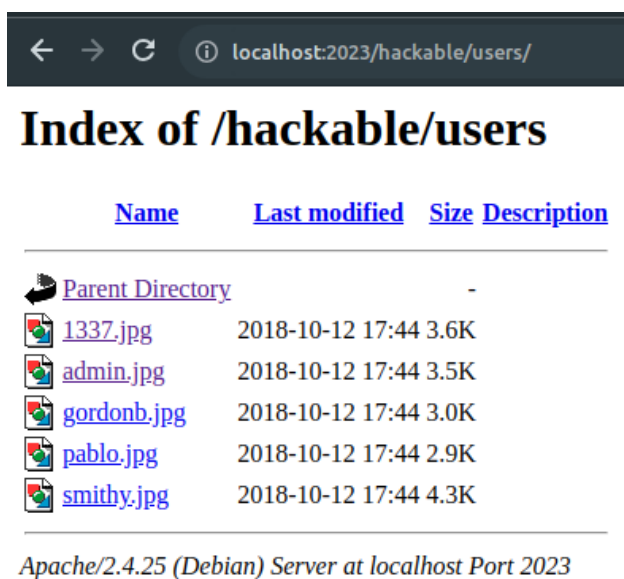 localhost:2023/hackable/users/
Index of /hackable/users
Name Last modified Size Description
Parent Directory -
1337.jpg 2018-10-12 17:44 3.6K
admin.jpg 2018-10-12 17:44 3.5K
gordonb.jpg 2018-10-12 17:44 3.0K
pablo.jpg 2018-10-12 17:44 2.9K
smithy.jpg 2018-10-12 17:44 4.3K
Apache/2.4.25 (Debian) Server at localhost Port 2023